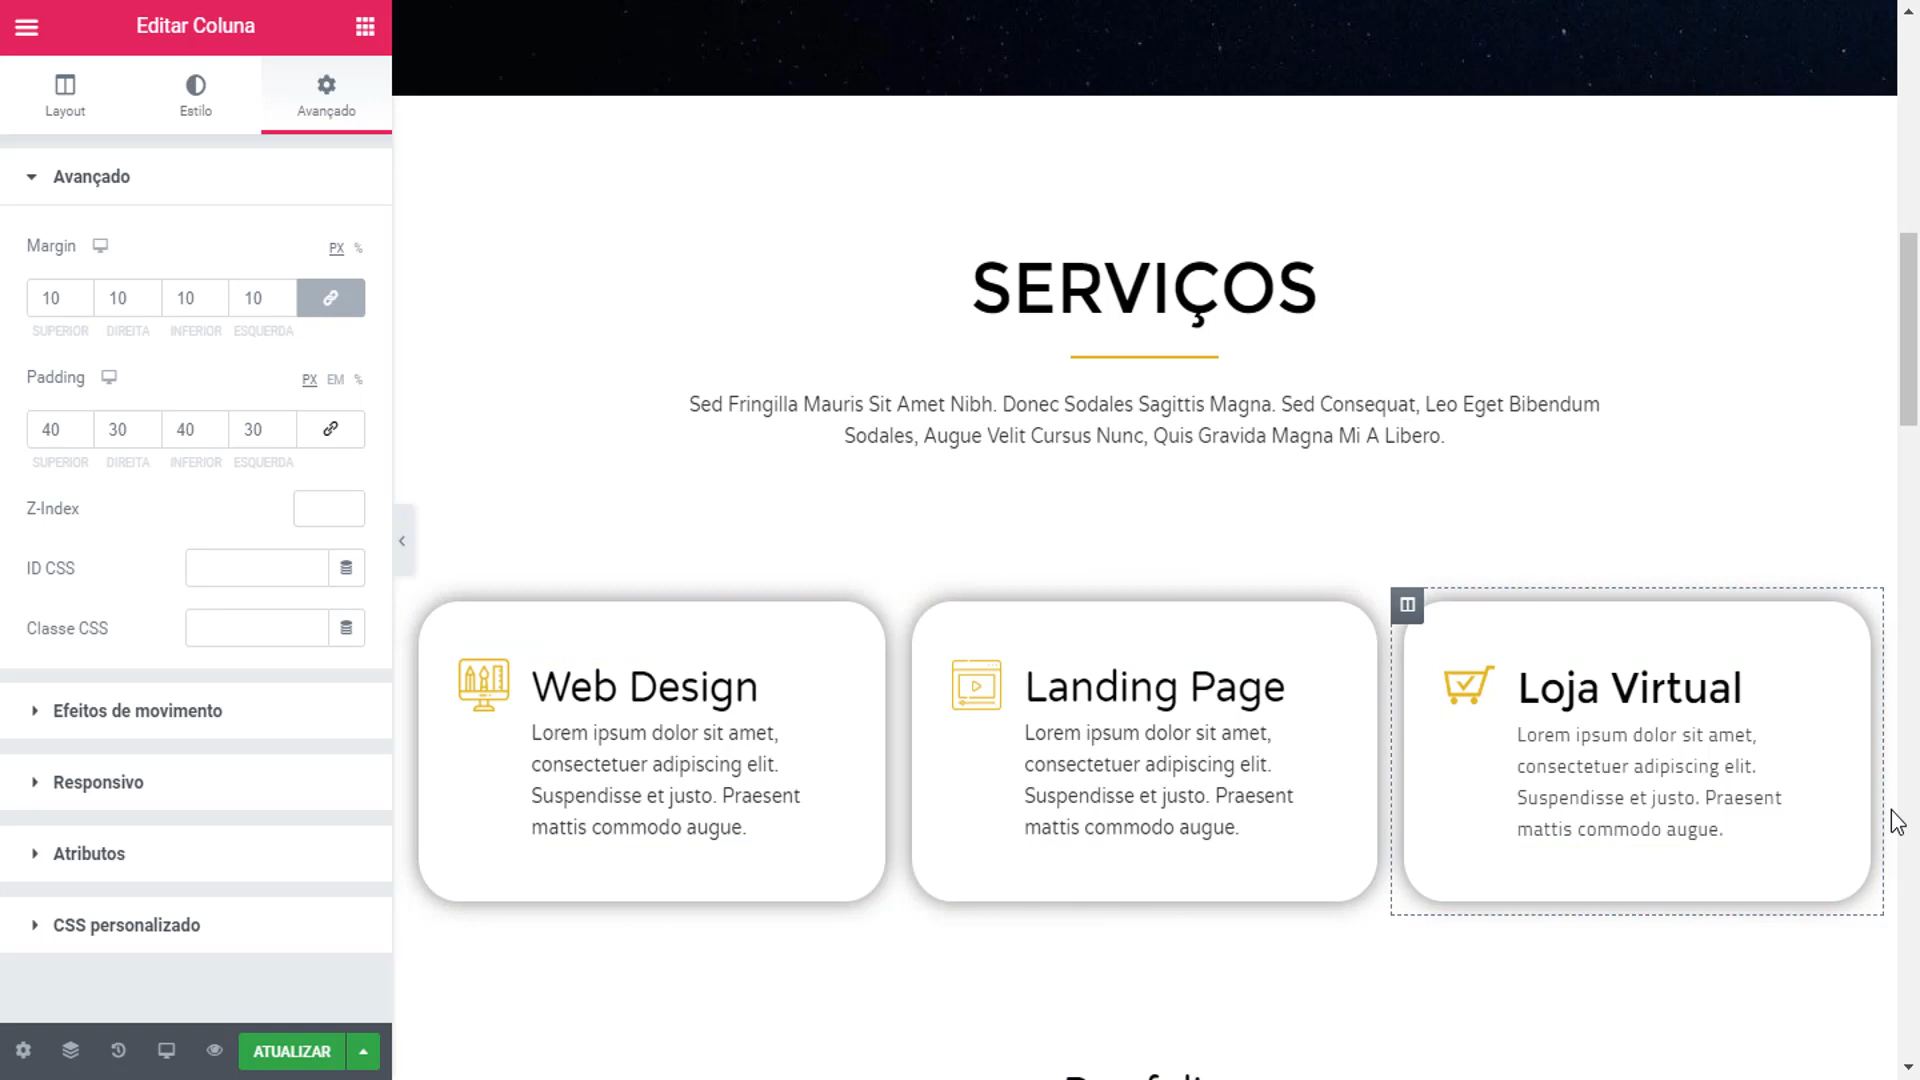 Editar Coluna
Layout
Estilo
Avançado
Avançado
Margin
PX %
10 10 10 10
SUPERIOR DIREITA INFERIOR ESQUERDA
Padding
PX EM %
40 30 40 30
SUPERIOR DIREITA INFERIOR ESQUERDA
Z-Index
ID CSS
Classe CSS
Efeitos de movimento
Responsivo
Atributos
CSS personalizado
ATUALIZAR
SERVIÇOS
Sed Fringilla Mauris Sit Amet Nibh. Donec Sodales Sagittis Magna. Sed Consequat, Leo Eget Bibendum
Sodales, Augue Velit Cursus Nunc, Quis Gravida Magna Mi A Libero.
Web Design
Lorem ipsum dolor sit amet,
consectetuer adipiscing elit.
Suspendisse et justo. Praesent
mattis commodo augue.
Landing Page
Lorem ipsum dolor sit amet,
consectetuer adipiscing elit.
Suspendisse et justo. Praesent
mattis commodo augue.
Loja Virtual
Lorem ipsum dolor sit amet,
consectetuer adipiscing elit.
Suspendisse et justo. Praesent
mattis commodo augue.